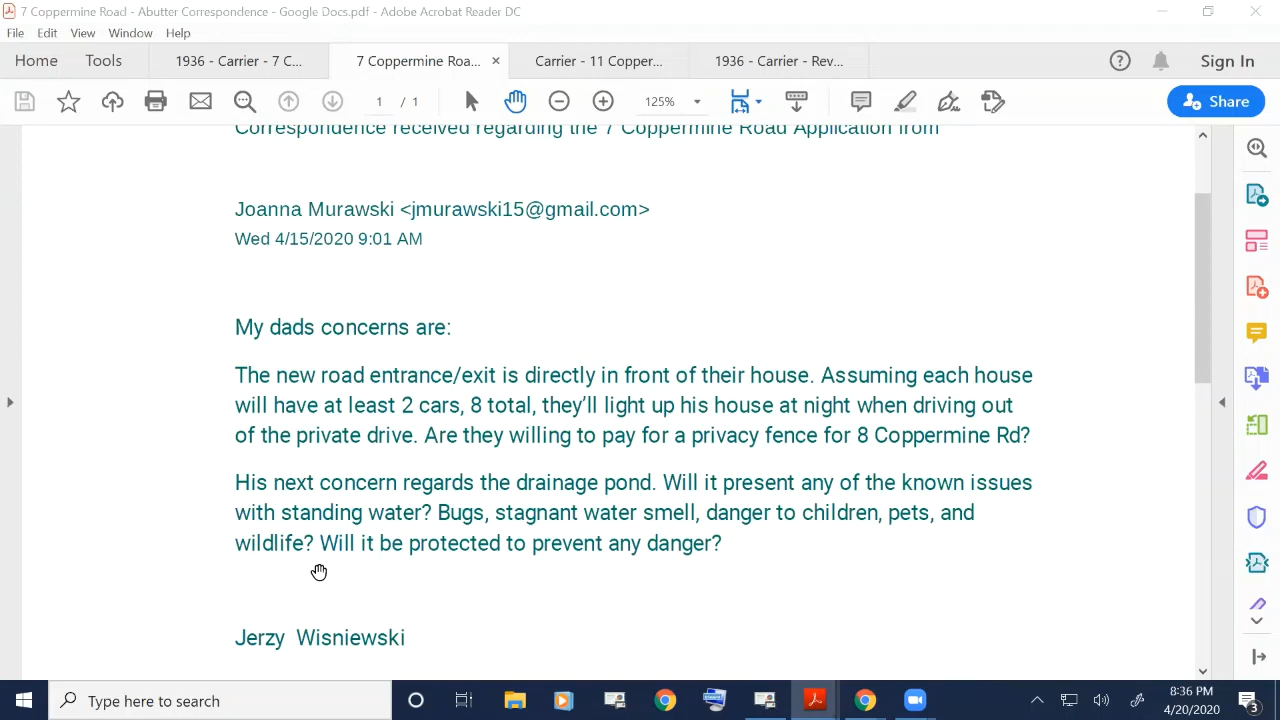 7 Coppermine Road - Abutter Correspondence - Google Docs.pdf - Adobe Acrobat Reader DC
File Edit View Window Help
Home Tools 1936 - Carrier - 7 C... 7 Coppermine Roa... × Carrier - 11 Copper... 1936 - Carrier - Rev... Sign In
1 / 1 125% Share
Correspondence received regarding the 7 Coppermine Road Application from
Joanna Murawski <jmurawski15@gmail.com>
Wed 4/15/2020 9:01 AM
My dads concerns are:
The new road entrance/exit is directly in front of their house. Assuming each house
will have at least 2 cars, 8 total, they'll light up his house at night when driving out
of the private drive. Are they willing to pay for a privacy fence for 8 Coppermine Rd?
His next concern regards the drainage pond. Will it present any of the known issues
with standing water? Bugs, stagnant water smell, danger to children, pets, and
wildlife? Will it be protected to prevent any danger?
Jerzy Wisniewski
Type here to search
8:36 PM
4/20/2020
3